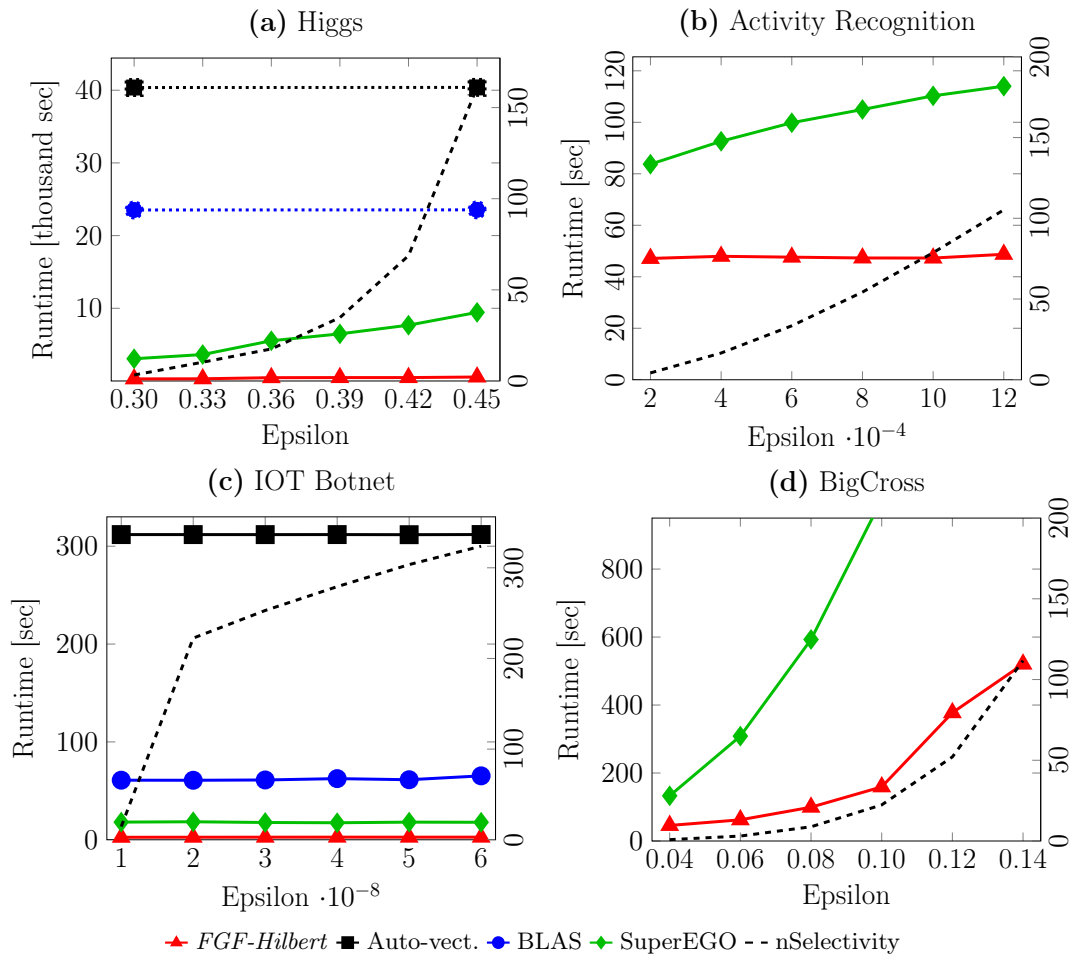 (a) Higgs
Runtime [thousand sec]
40
30
20
10
150
100
50
0
0.30 0.33 0.36 0.39 0.42 0.45
Epsilon
(b) Activity Recognition
Runtime [sec]
120
100
80
60
40
20
0
200
150
100
50
0
2 4 6 8 10 12
Epsilon ·10⁻⁴
(c) IOT Botnet
Runtime [sec]
300
200
100
0
300
200
100
0
1 2 3 4 5 6
Epsilon ·10⁻⁸
(d) BigCross
Runtime [sec]
800
600
400
200
0
200
150
100
50
0
0.04 0.06 0.08 0.10 0.12 0.14
Epsilon
FGF-Hilbert Auto-vect. BLAS SuperEGO nSelectivity